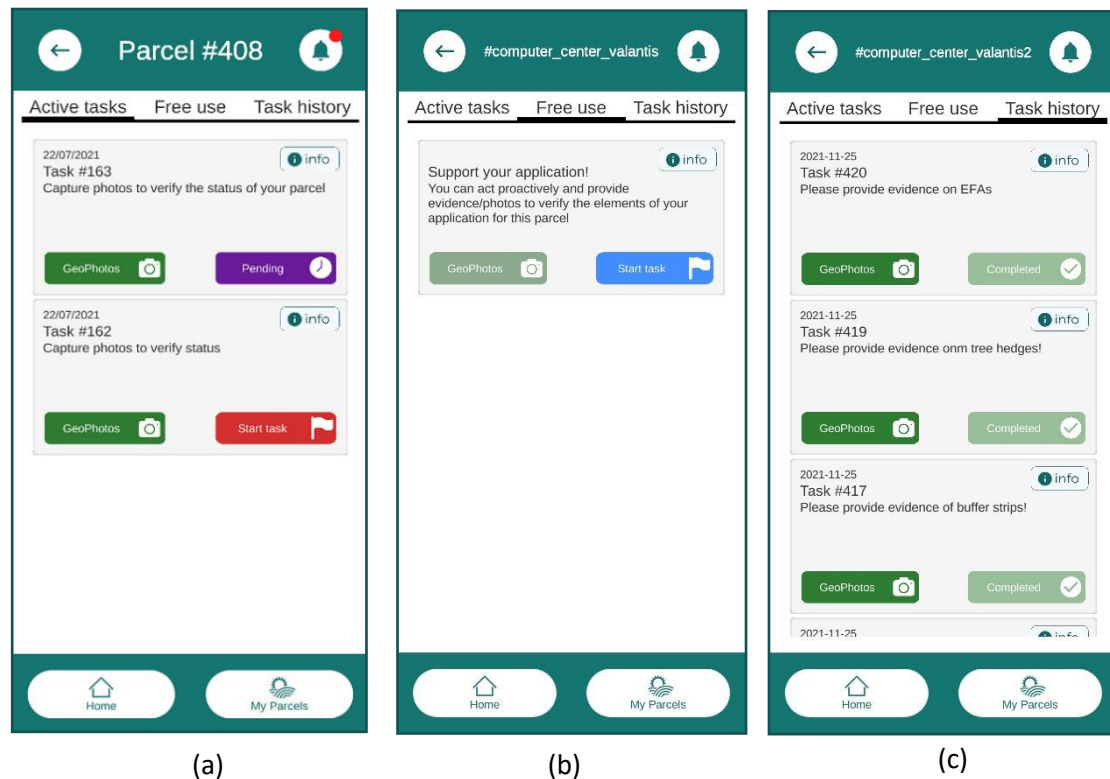 Parcel #408
Active tasks Free use Task history
22/07/2021
info
Task #163
Capture photos to verify the status of your parcel
GeoPhotos
Pending
22/07/2021
info
Task #162
Capture photos to verify status
GeoPhotos
Start task
Home
My Parcels
(a)
#computer_center_valantis
Active tasks Free use Task history
info
Support your application!
You can act proactively and provide
evidence/photos to verify the elements of your
application for this parcel
GeoPhotos
Start task
Home
My Parcels
(b)
#computer_center_valantis2
Active tasks Free use Task history
2021-11-25
info
Task #420
Please provide evidence on EFAs
GeoPhotos
Completed
2021-11-25
info
Task #419
Please provide evidence onm tree hedges!
GeoPhotos
Completed
2021-11-25
info
Task #417
Please provide evidence of buffer strips!
GeoPhotos
Completed
2021-11-25
info
Home
My Parcels
(c)